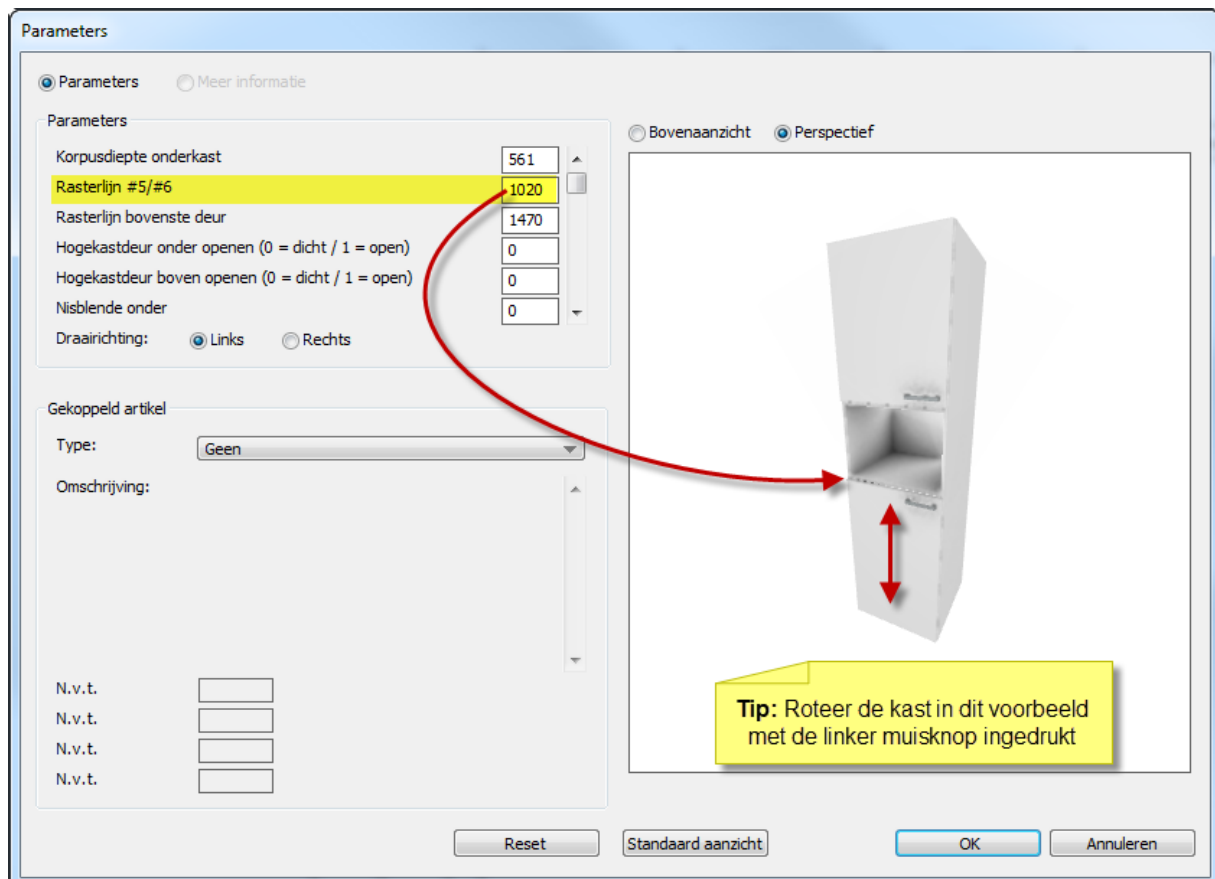 Parameters
Parameters Meer informatie
Parameters
Korpusdiepte onderkast 561
Rasterlijn #5/#6 1020
Rasterlijn bovenste deur 1470
Hogekastdeur onder openen (0 = dicht / 1 = open) 0
Hogekastdeur boven openen (0 = dicht / 1 = open) 0
Nisblende onder 0
Draairichting: Links Rechts
Gekoppeld artikel
Type: Geen
Omschrijving:
N.v.t.
N.v.t.
N.v.t.
N.v.t.
Bovenaanzicht Perspectief
Tip: Roteer de kast in dit voorbeeld
met de linker muisknop ingedrukt
Reset Standaard aanzicht OK Annuleren